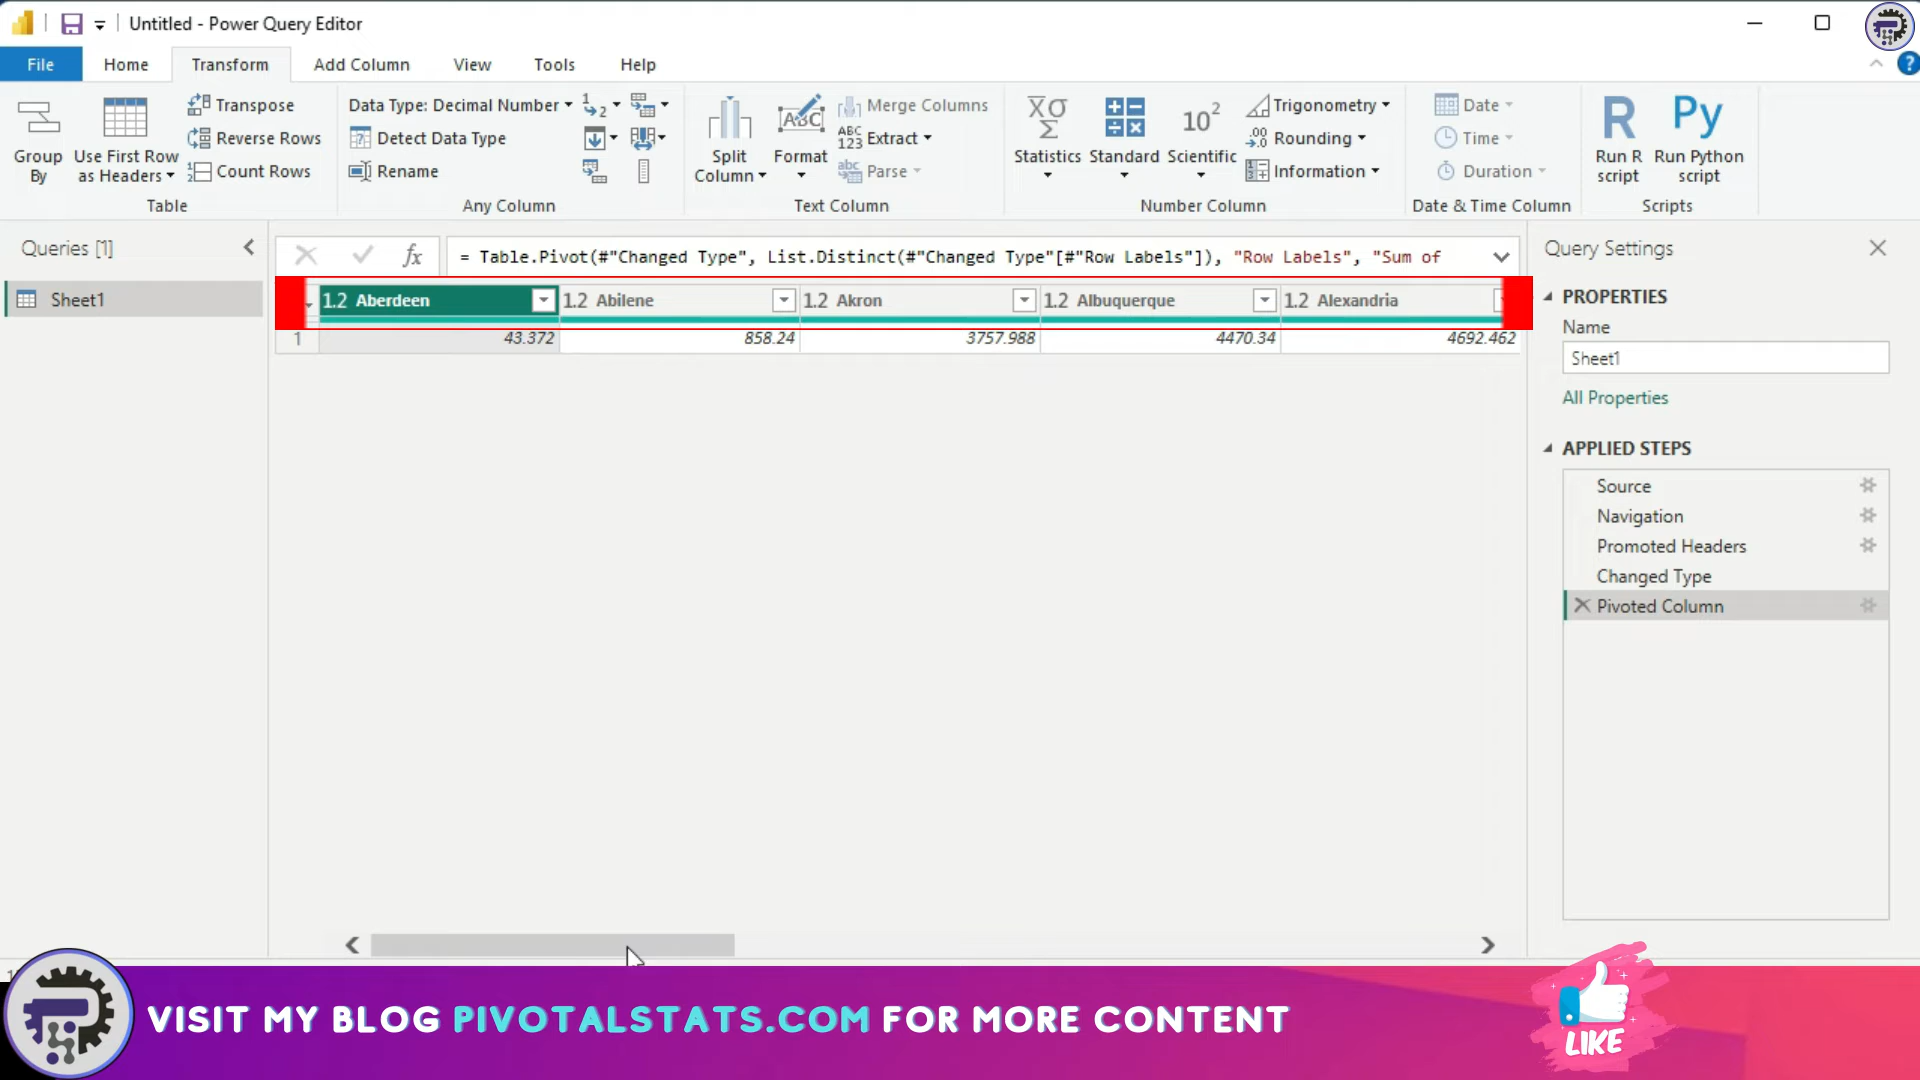 Untitled - Power Query Editor
File Home Transform Add Column View Tools Help
Group By
Use First Row as Headers
Transpose
Reverse Rows
Count Rows
Table
Data Type: Decimal Number
Detect Data Type
Rename
Any Column
Split Column
Format
Merge Columns
Extract
Parse
Text Column
Statistics
Standard
Scientific
Trigonometry
Rounding
Information
Number Column
Date
Time
Duration
Date & Time Column
Run R script
Run Python script
Scripts
Queries [1]
Sheet1
= Table.Pivot(#"Changed Type", List.Distinct(#"Changed Type"[#"Row Labels"]), "Row Labels", "Sum of
1.2 Aberdeen 1.2 Abilene 1.2 Akron 1.2 Albuquerque 1.2 Alexandria
1 43.372 858.24 3757.988 4470.34 4692.462
Query Settings
PROPERTIES
Name
Sheet1
All Properties
APPLIED STEPS
Source
Navigation
Promoted Headers
Changed Type
Pivoted Column
VISIT MY BLOG PIVOTALSTATS.COM FOR MORE CONTENT
LIKE